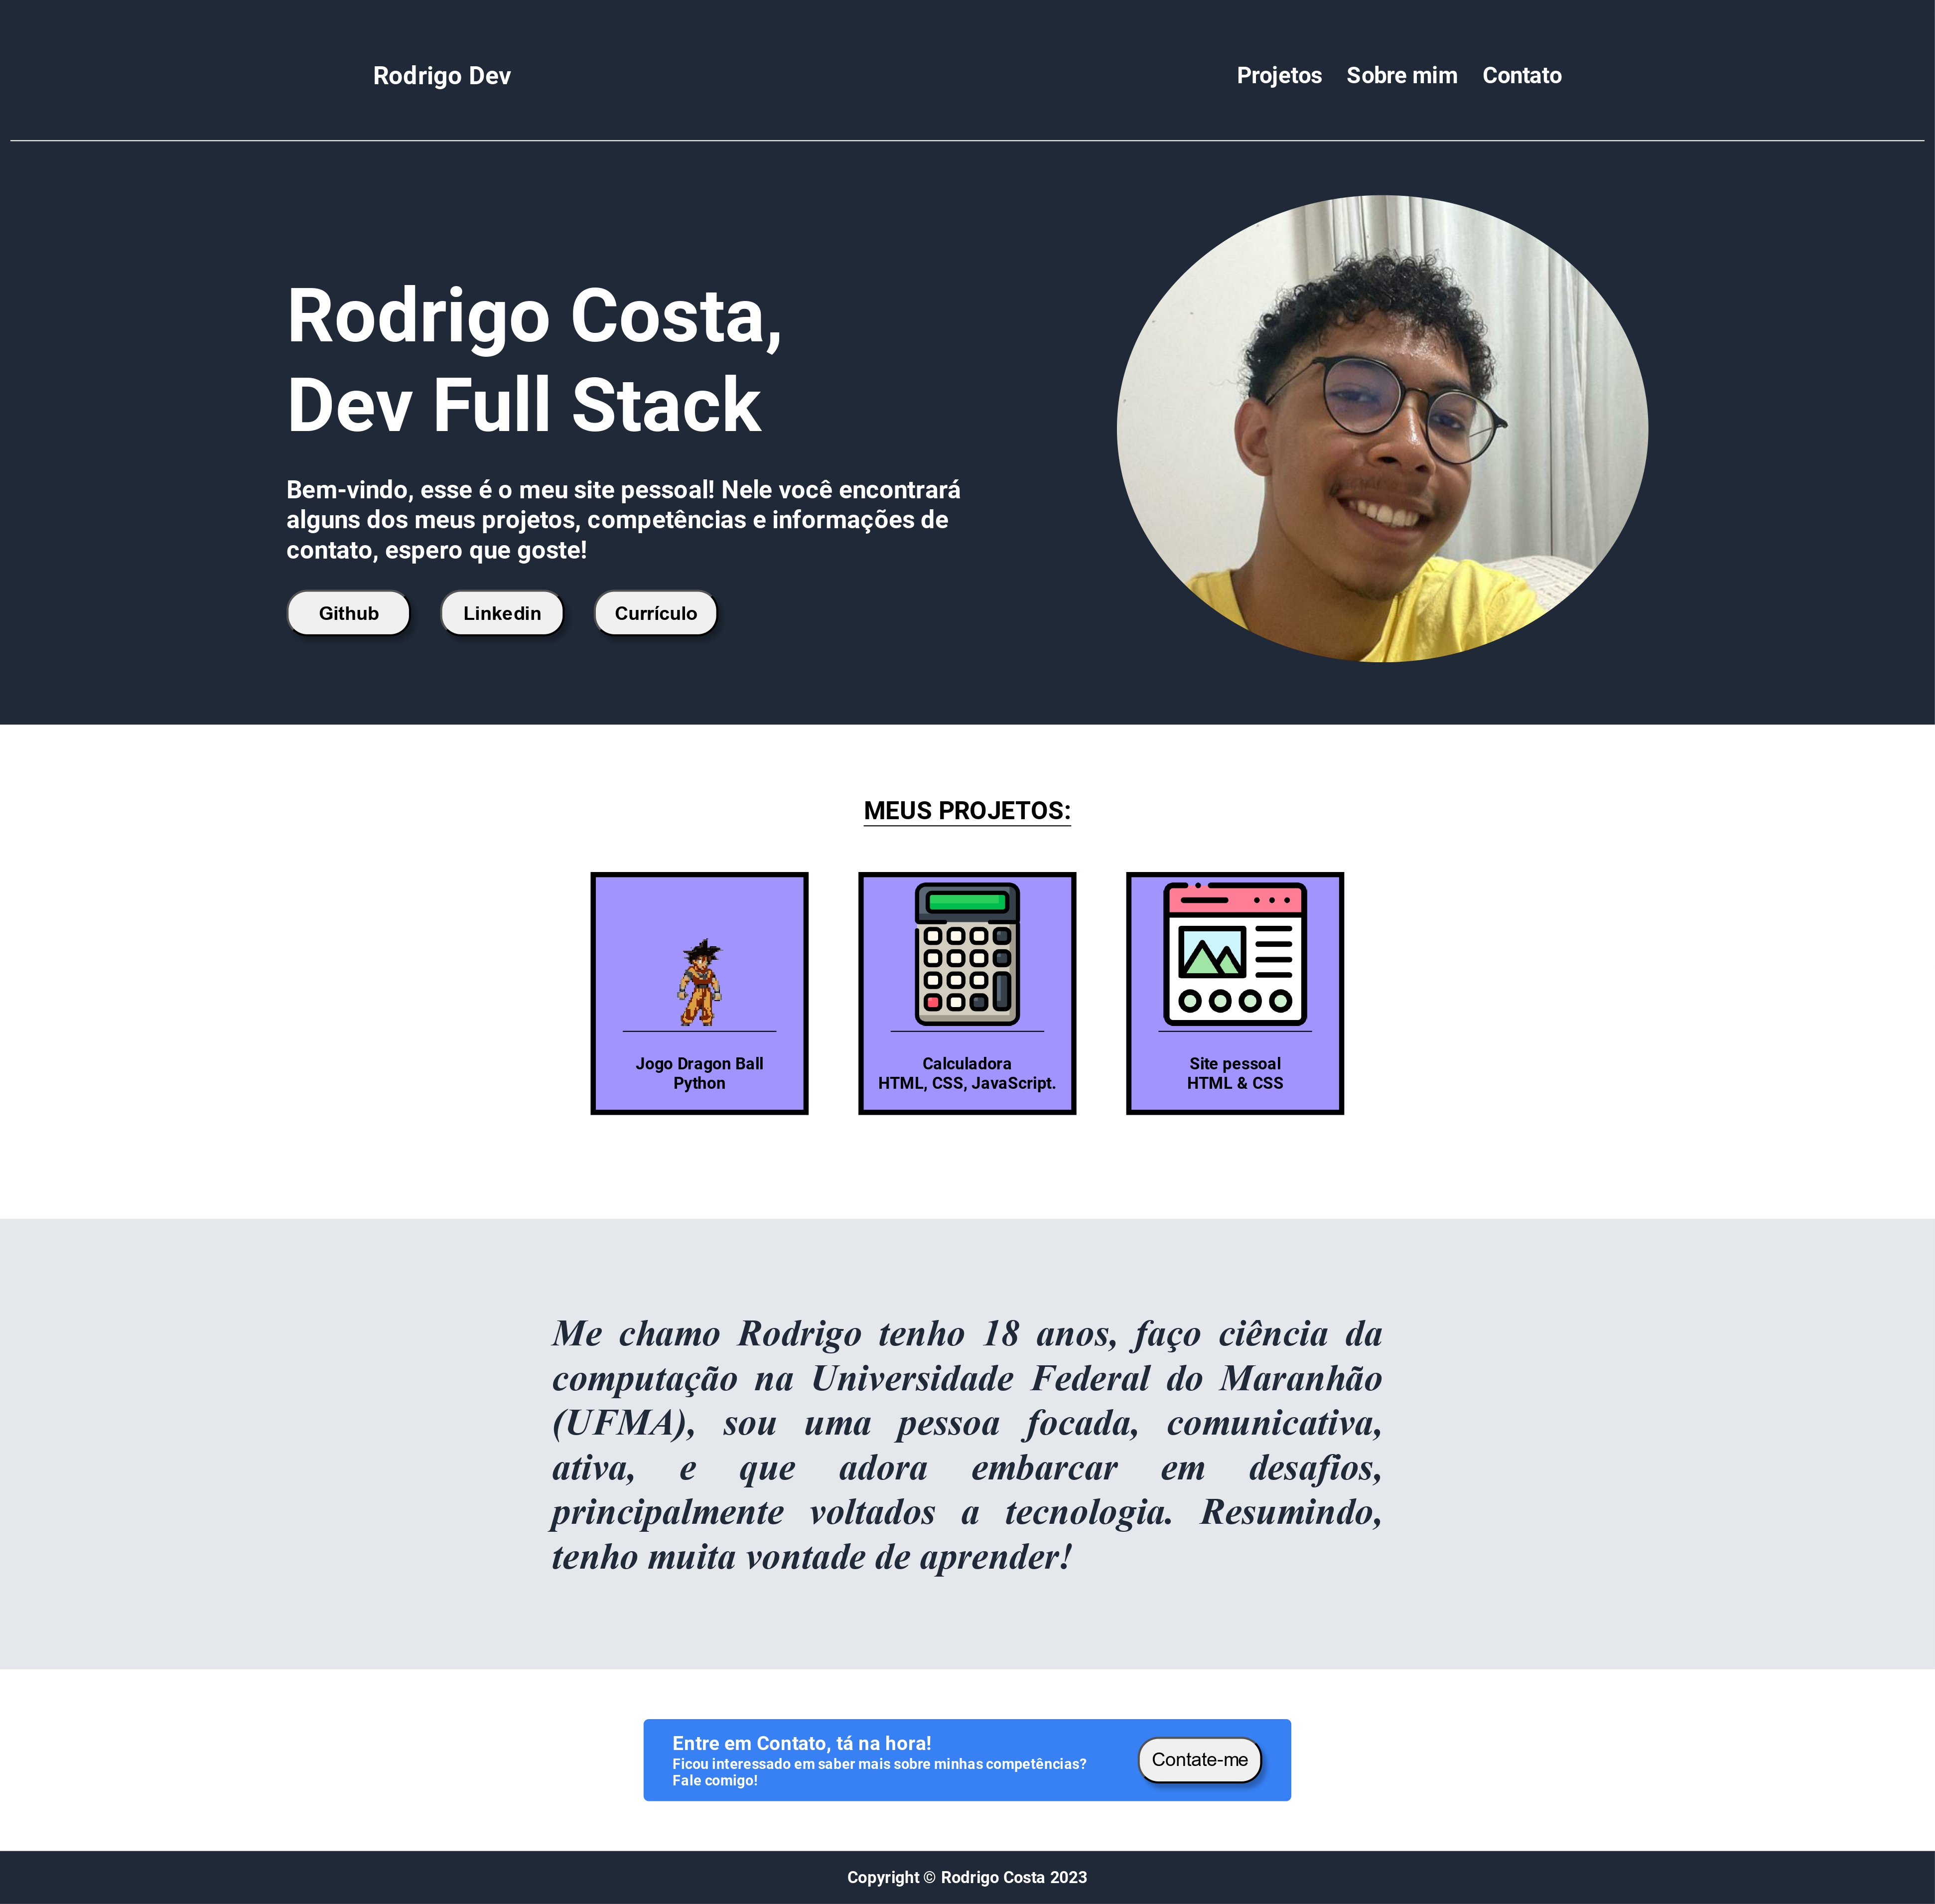 Rodrigo Dev
Projetos Sobre mim Contato
Rodrigo Costa,
Dev Full Stack
Bem-vindo, esse é o meu site pessoal! Nele você encontrará
alguns dos meus projetos, competências e informações de
contato, espero que goste!
Github Linkedin Currículo
MEUS PROJETOS:
Jogo Dragon Ball
Python
Calculadora
HTML, CSS, JavaScript.
Site pessoal
HTML & CSS
Me chamo Rodrigo tenho 18 anos, faço ciência da
computação na Universidade Federal do Maranhão
(UFMA), sou uma pessoa focada, comunicativa,
ativa, e que adora embarcar em desafios,
principalmente voltados a tecnologia. Resumindo,
tenho muita vontade de aprender!
Entre em Contato, tá na hora!
Ficou interessado em saber mais sobre minhas competências?
Fale comigo!
Contate-me
Copyright © Rodrigo Costa 2023